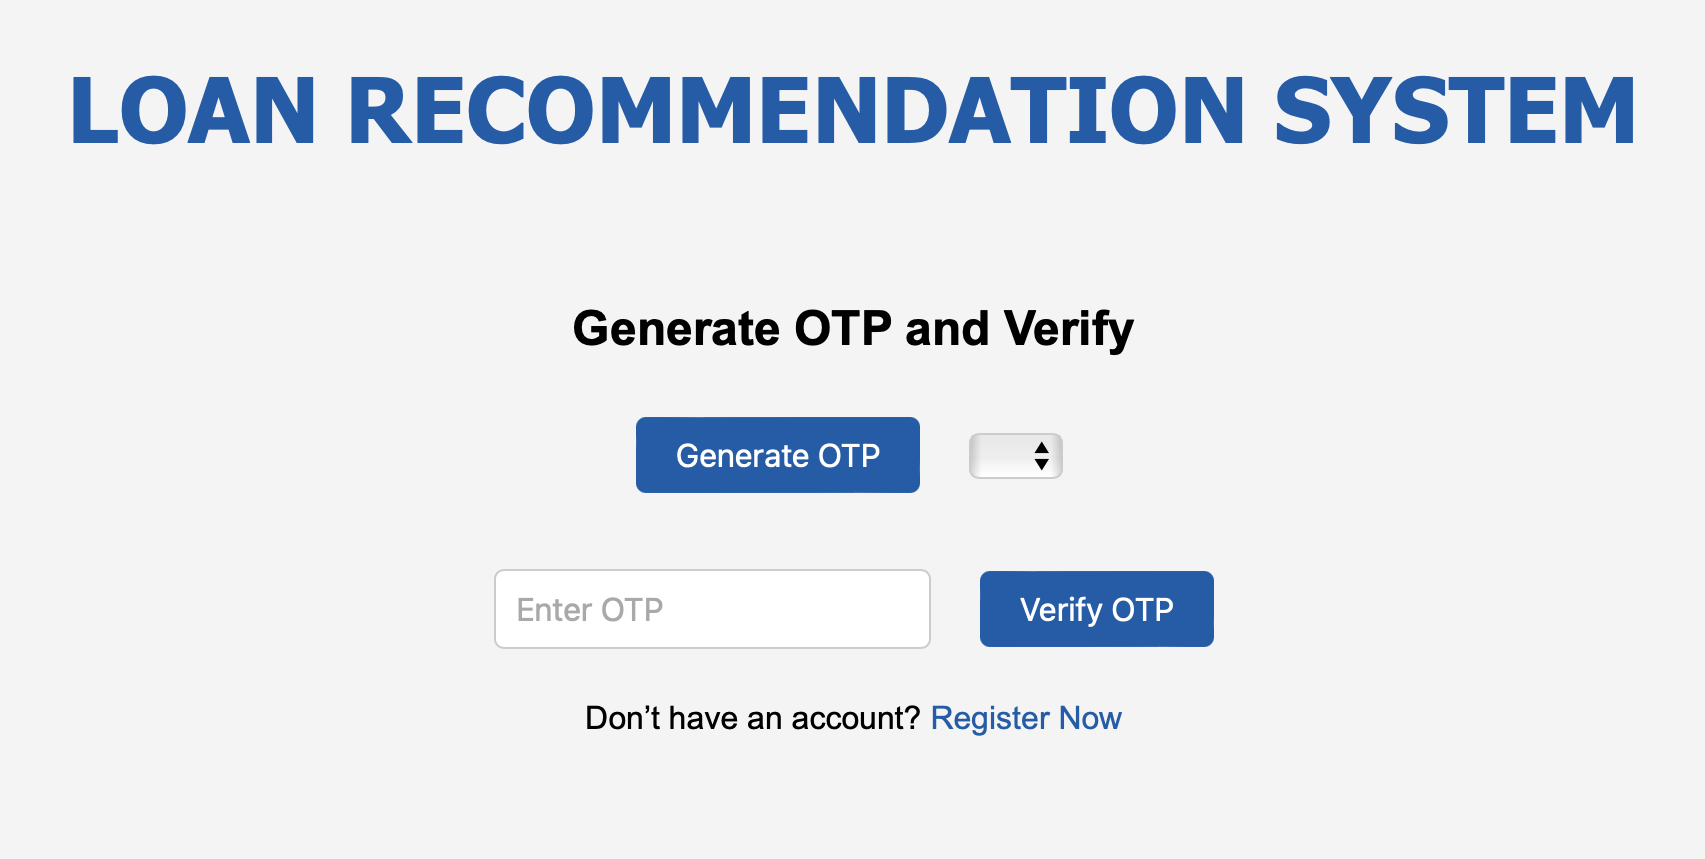 LOAN RECOMMENDATION SYSTEM
Generate OTP and Verify
Generate OTP
Enter OTP
Verify OTP
Don’t have an account? Register Now